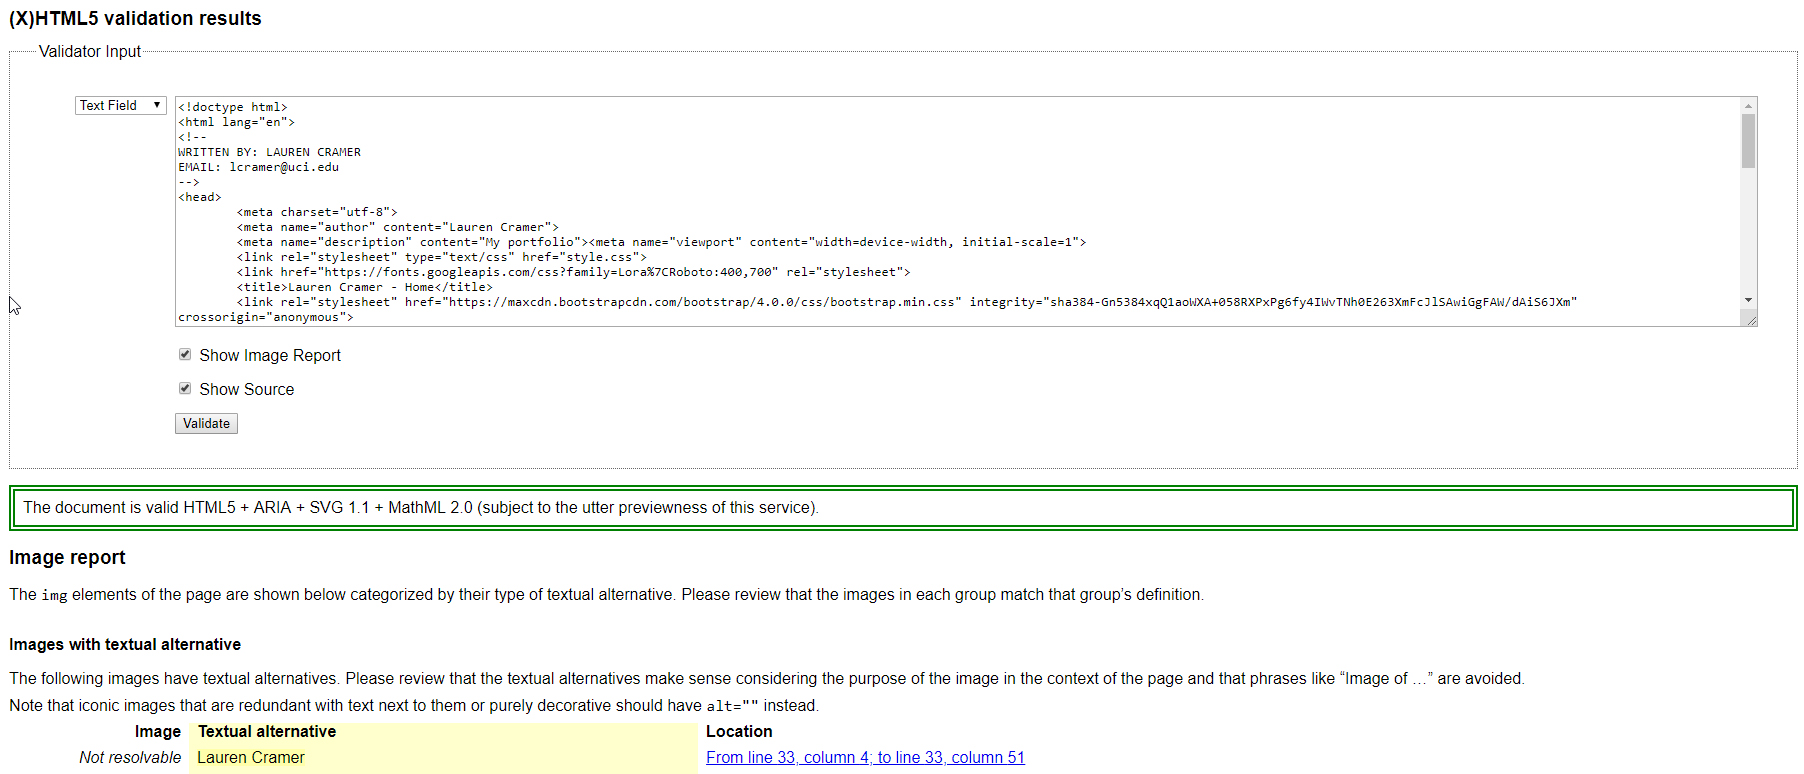 (X)HTML5 validation results
Validator Input
Text Field
<!doctype html>
<html lang="en">
<!--
WRITTEN BY: LAUREN CRAMER
EMAIL: lcramer@uci.edu
-->
<head>
<meta charset="utf-8">
<meta name="author" content="Lauren Cramer">
<meta name="description" content="My portfolio"><meta name="viewport" content="width=device-width, initial-scale=1">
<link rel="stylesheet" type="text/css" href="style.css">
<link href="https://fonts.googleapis.com/css?family=Lora%7CRoboto:400,700" rel="stylesheet">
<title>Lauren Cramer - Home</title>
<link rel="stylesheet" href="https://maxcdn.bootstrapcdn.com/bootstrap/4.0.0/css/bootstrap.min.css" integrity="sha384-Gn5384xqQ1aoWXA+058RXPxPg6fy4IWvTNh0E263XmFcJlSAwiGgFAW/dAiS6JXm"
crossorigin="anonymous">
Show Image Report
Show Source
Validate
The document is valid HTML5 + ARIA + SVG 1.1 + MathML 2.0 (subject to the utter previewness of this service).
Image report
The img elements of the page are shown below categorized by their type of textual alternative. Please review that the images in each group match that group’s definition.
Images with textual alternative
The following images have textual alternatives. Please review that the textual alternatives make sense considering the purpose of the image in the context of the page and that phrases like “Image of …” are avoided.
Note that iconic images that are redundant with text next to them or purely decorative should have alt="" instead.
Image Textual alternative Location
Not resolvable Lauren Cramer From line 33, column 4; to line 33, column 51